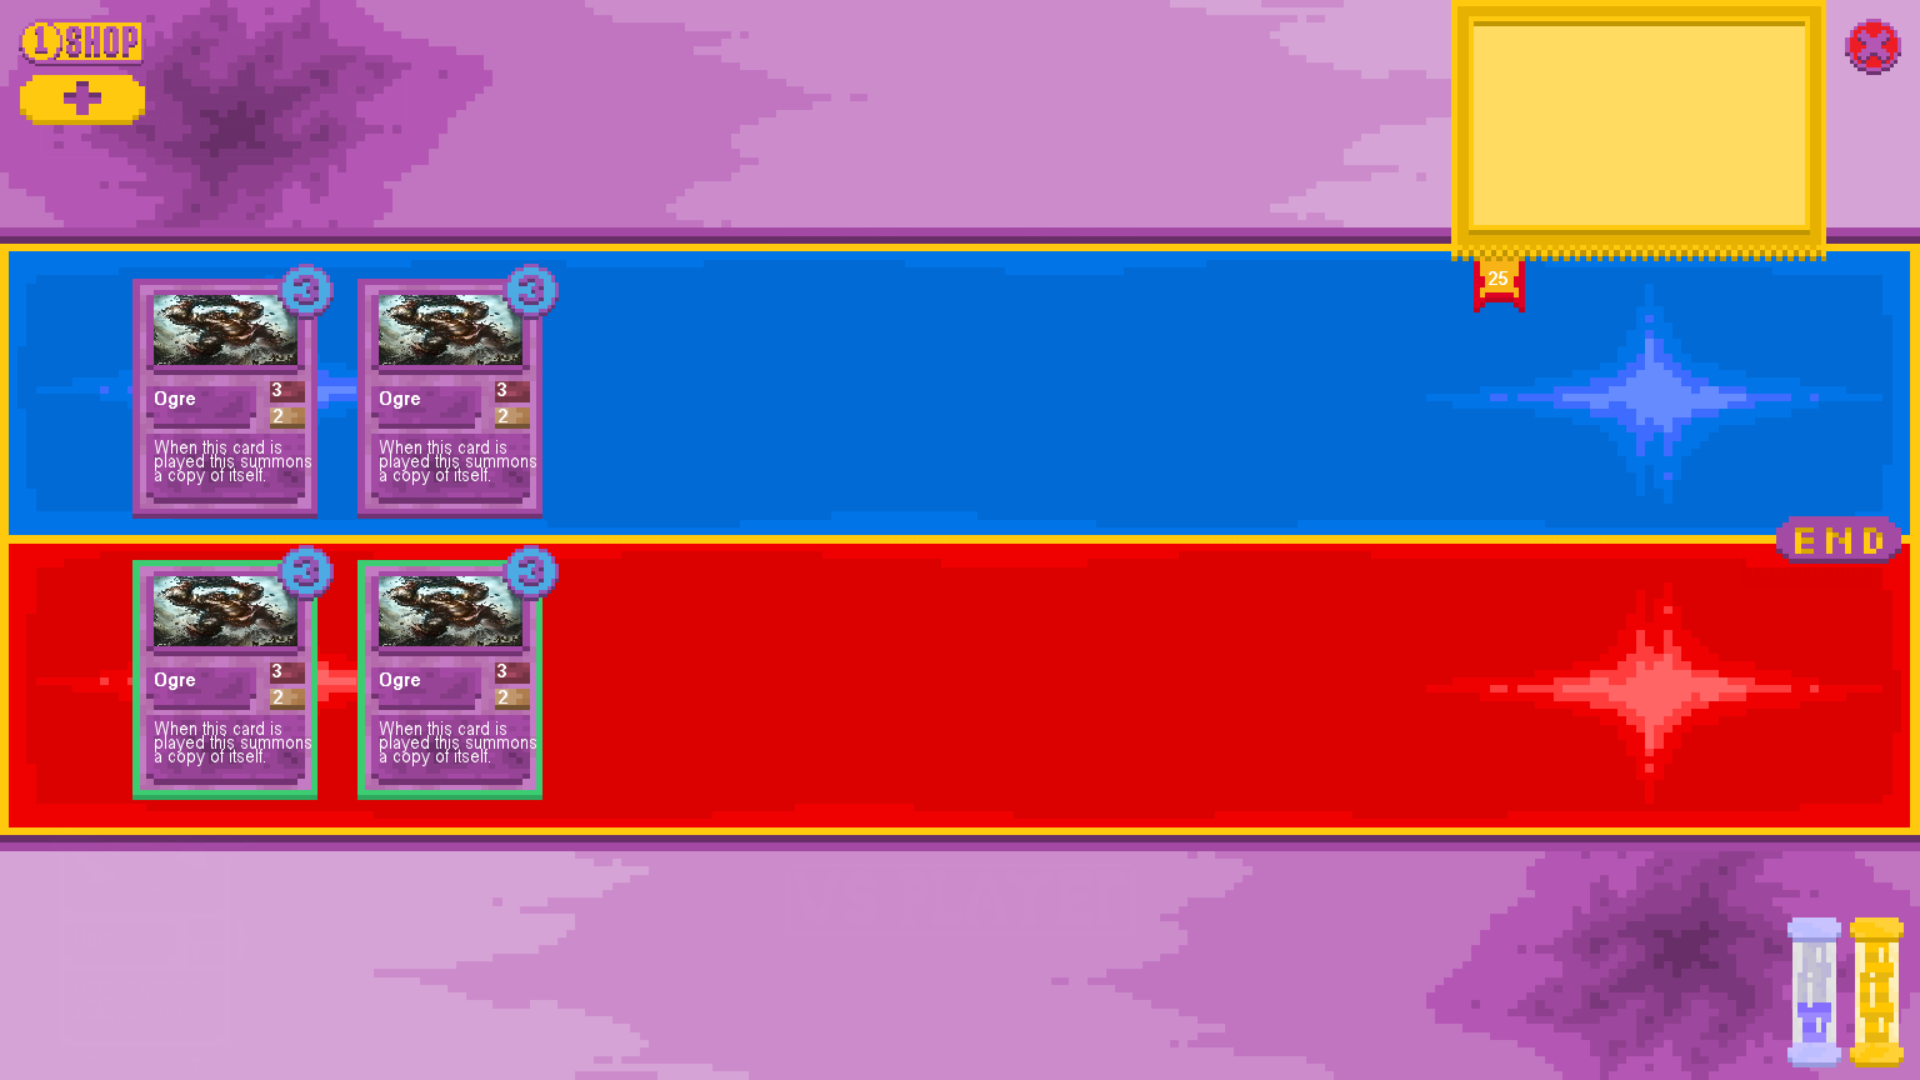 1 SHOP
+
25
3
Ogre
3
2
When this card is
played this summons
a copy of itself.
3
Ogre
3
2
When this card is
played this summons
a copy of itself.
END
3
Ogre
3
2
When this card is
played this summons
a copy of itself.
3
Ogre
3
2
When this card is
played this summons
a copy of itself.